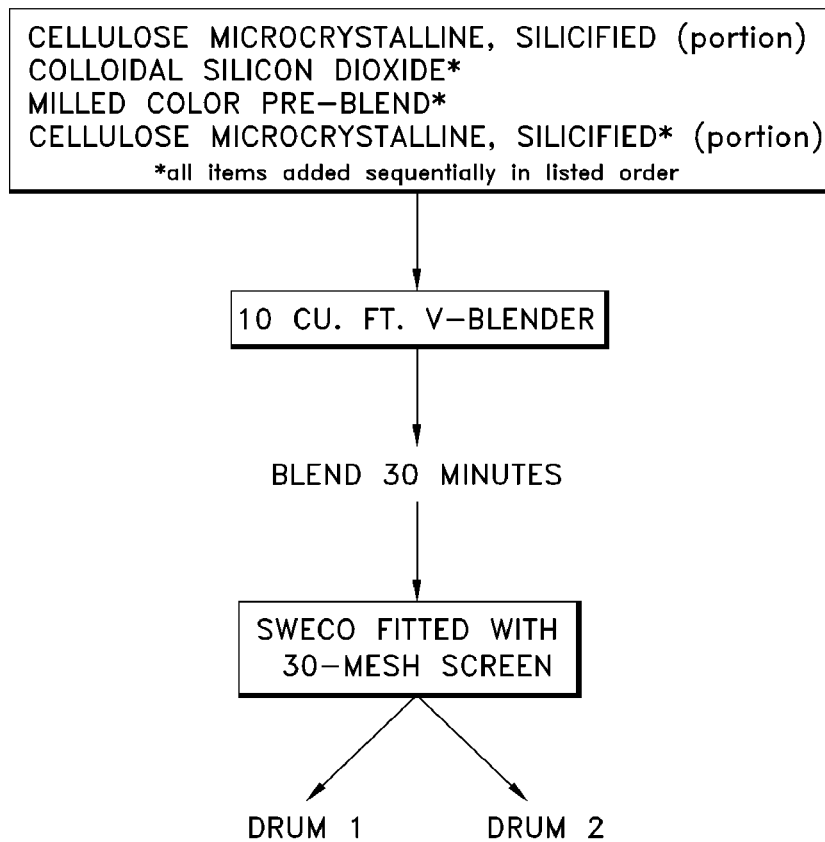 CELLULOSE MICROCRYSTALLINE, SILICIFIED (portion)
COLLOIDAL SILICON DIOXIDE*
MILLED COLOR PRE-BLEND*
CELLULOSE MICROCRYSTALLINE, SILICIFIED* (portion)
*all items added sequentially in listed order
10 CU. FT. V-BLENDER
BLEND 30 MINUTES
SWECO FITTED WITH
30-MESH SCREEN
DRUM 1 DRUM 2